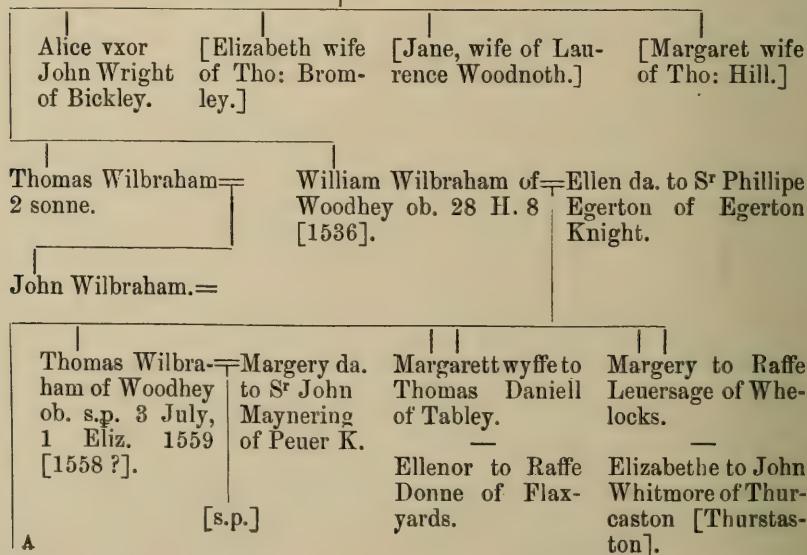 Alice vxor
John Wright
of Bickley.
[Elizabeth wife
of Tho: Brom-
ley.]
[Jane, wife of Lau-
rence Woodnoth.]
[Margaret wife
of Tho: Hill.]
Thomas Wilbraham=
2 sonne.
William Wilbraham of=
Woodhey ob. 28 H. 8
[1536].
Ellen da. to Sʳ Phillipe
Egerton of Egerton
Knight.
John Wilbraham.=
Thomas Wilbra-=
ham of Woodhey
ob. s.p. 3 July,
1 Eliz. 1559
[1558 ?].
Margery da.
to Sʳ John
Maynering
of Peuer K.
[s.p.]
Margarett wyffe to
Thomas Daniell
of Tabley.
—
Ellenor to Raffe
Donne of Flax-
yards.
Margery to Raffe
Leuersage of Whe-
locks.
—
Elizabethe to John
Whitmore of Thur-
caston [Thurstas-
ton].
A